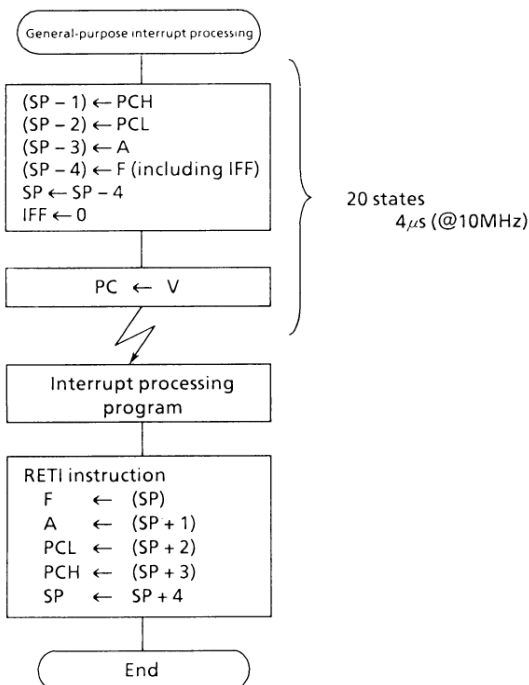 General-purpose interrupt processing
(SP – 1) ← PCH
(SP – 2) ← PCL
(SP – 3) ← A
(SP – 4) ← F (including IFF)
SP ← SP – 4
IFF ← 0
20 states
4μs (@10MHz)
PC ← V
Interrupt processing
program
RETI instruction
F ← (SP)
A ← (SP + 1)
PCL ← (SP + 2)
PCH ← (SP + 3)
SP ← SP + 4
End